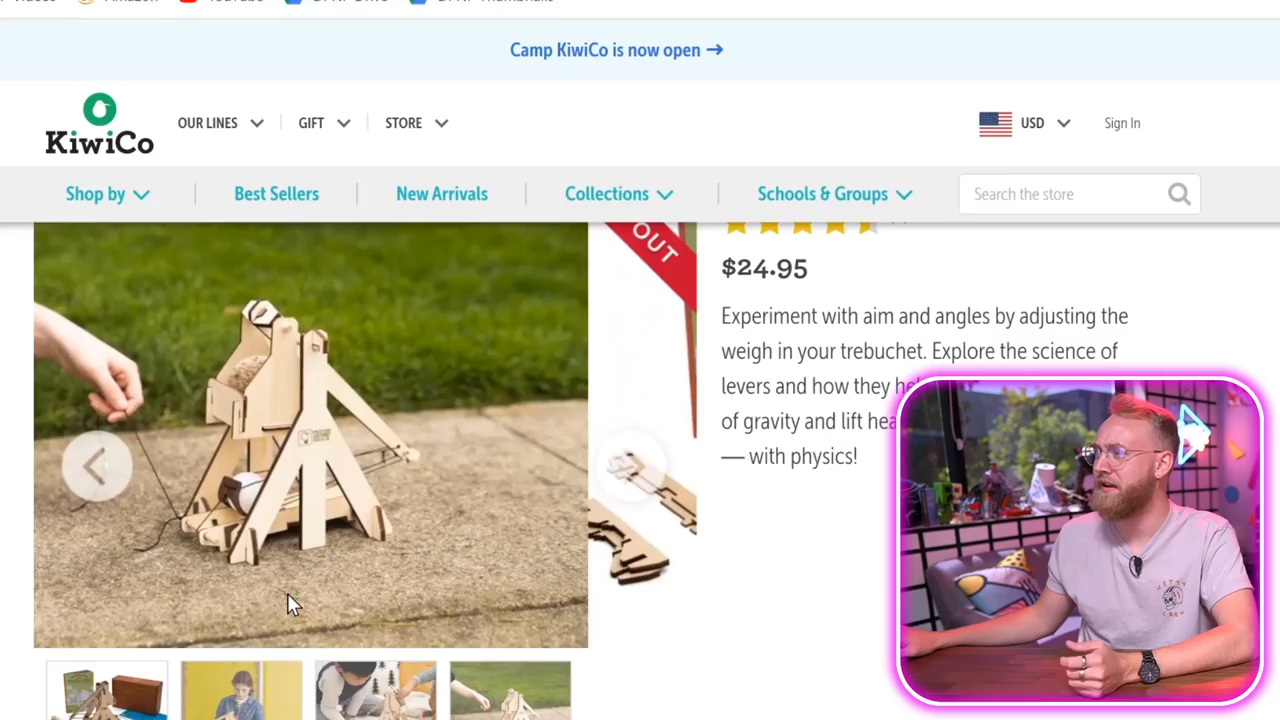 Camp KiwiCo is now open →
KiwiCo
OUR LINES
GIFT
STORE
USD
Sign In
Shop by
Best Sellers
New Arrivals
Collections
Schools & Groups
Search the store
OUT
$24.95
Experiment with aim and angles by adjusting the
weigh in your trebuchet. Explore the science of
levers and how they
of gravity and lift
— with physics!